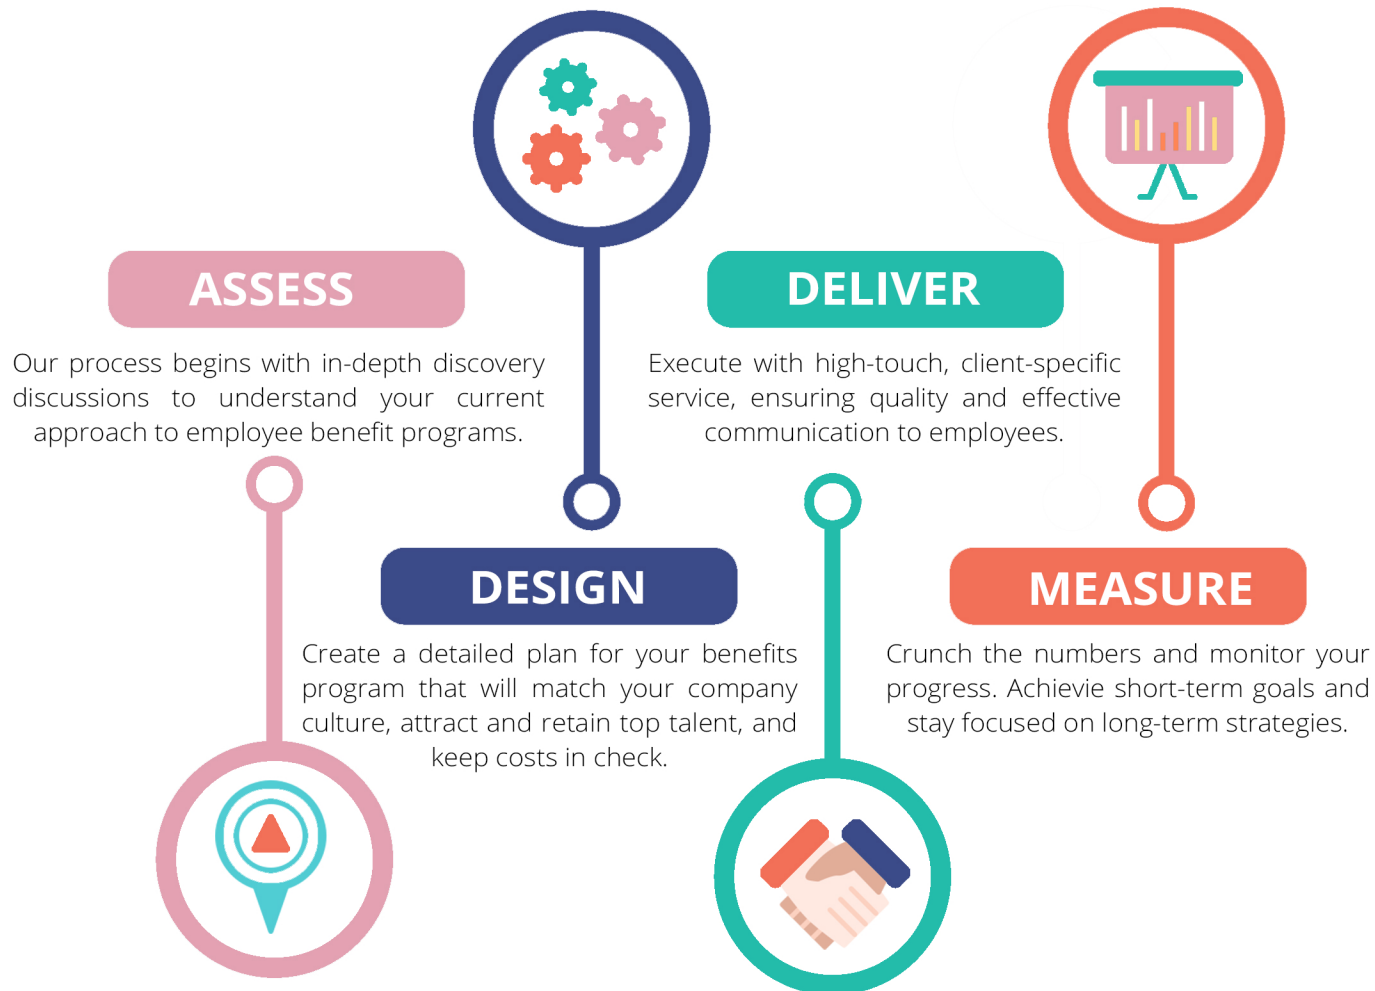 ASSESS
Our process begins with in-depth discovery
discussions to understand your current
approach to employee benefit programs.
DESIGN
Create a detailed plan for your benefits
program that will match your company
culture, attract and retain top talent, and
keep costs in check.
DELIVER
Execute with high-touch, client-specific
service, ensuring quality and effective
communication to employees.
MEASURE
Crunch the numbers and monitor your
progress. Achievie short-term goals and
stay focused on long-term strategies.